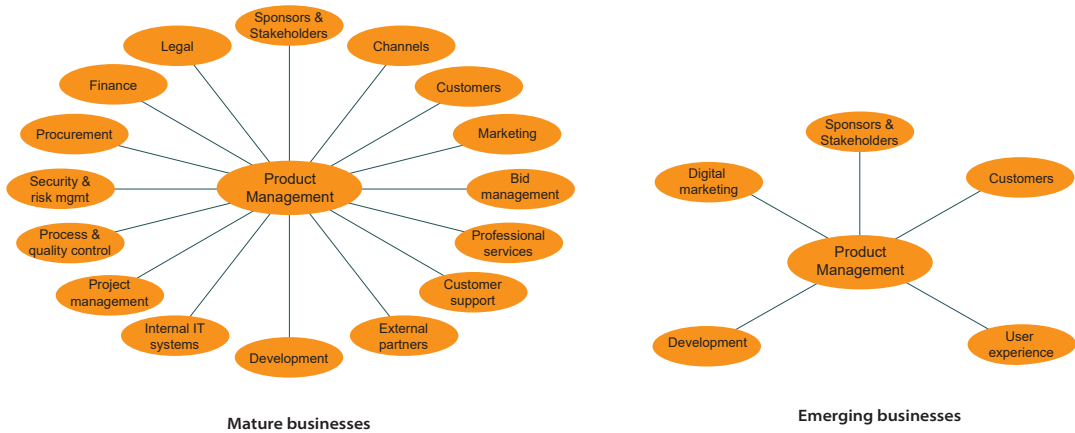 Sponsors &
Stakeholders
Legal
Channels
Finance
Customers
Procurement
Marketing
Security &
risk mgmt
Product
Management
Bid
management
Process &
quality control
Professional
services
Project
management
Customer
support
Internal IT
systems
External
partners
Development
Mature businesses
Sponsors &
Stakeholders
Digital
marketing
Customers
Product
Management
Development
User
experience
Emerging businesses